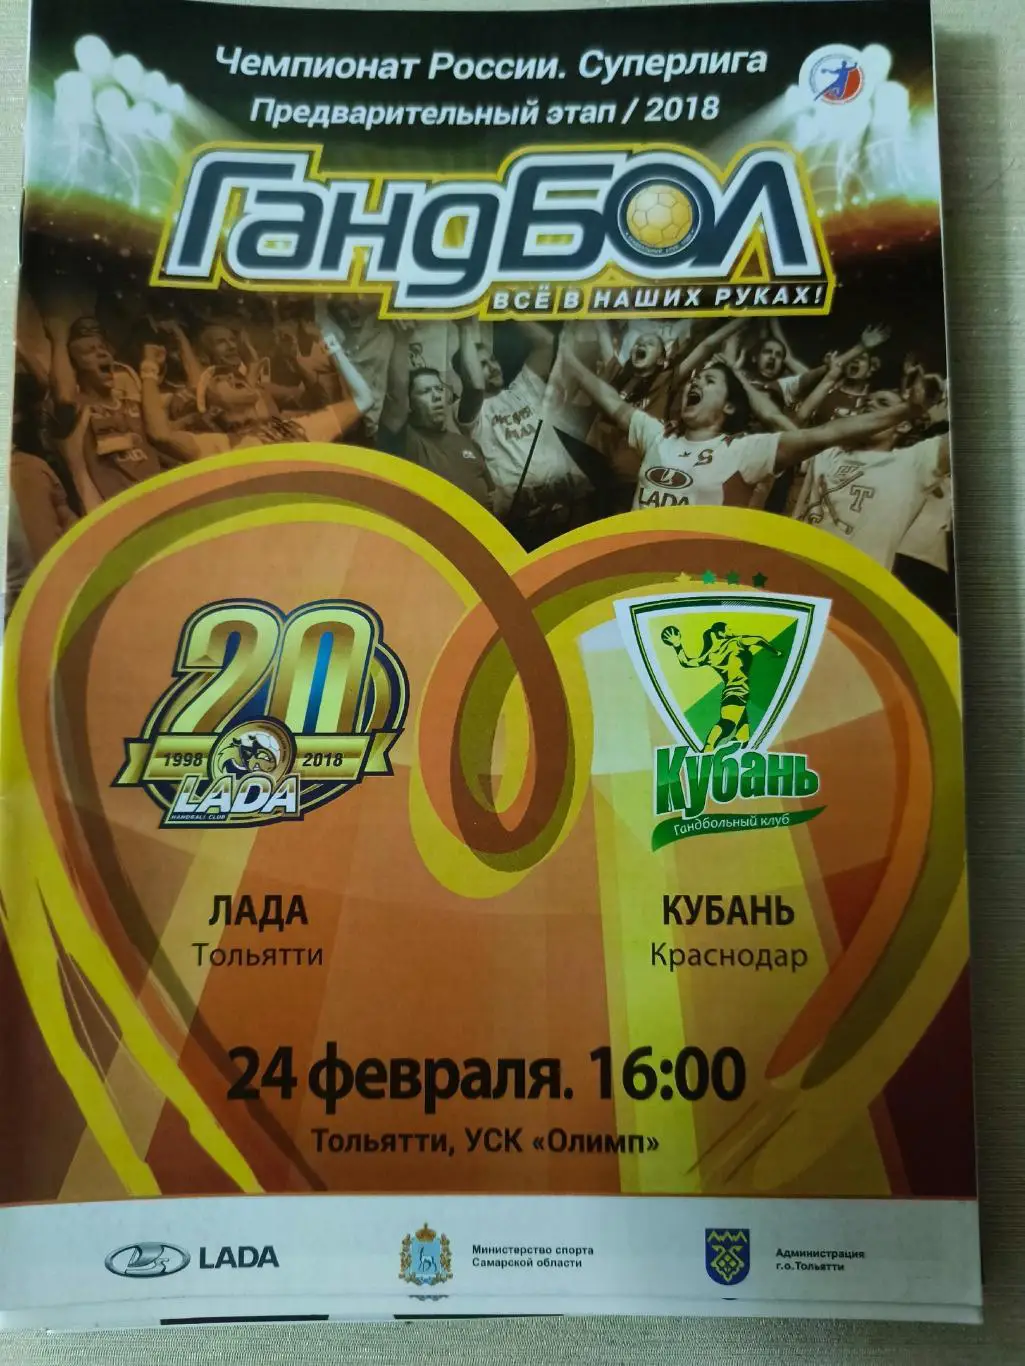 Чемпионат России. Суперлига
Предварительный этап / 2018
ГандБОЛ
ВСЁ В НАШИХ РУКАХ!
LADA
20
1998 2018
LADA
HANDBALL CLUB
Кубань
Гандбольный клуб
ЛАДА
Тольятти
КУБАНЬ
Краснодар
24 февраля. 16:00
Тольятти, УСК «Олимп»
LADA
Министерство спорта
Самарской области
Администрация
г.о.Тольятти